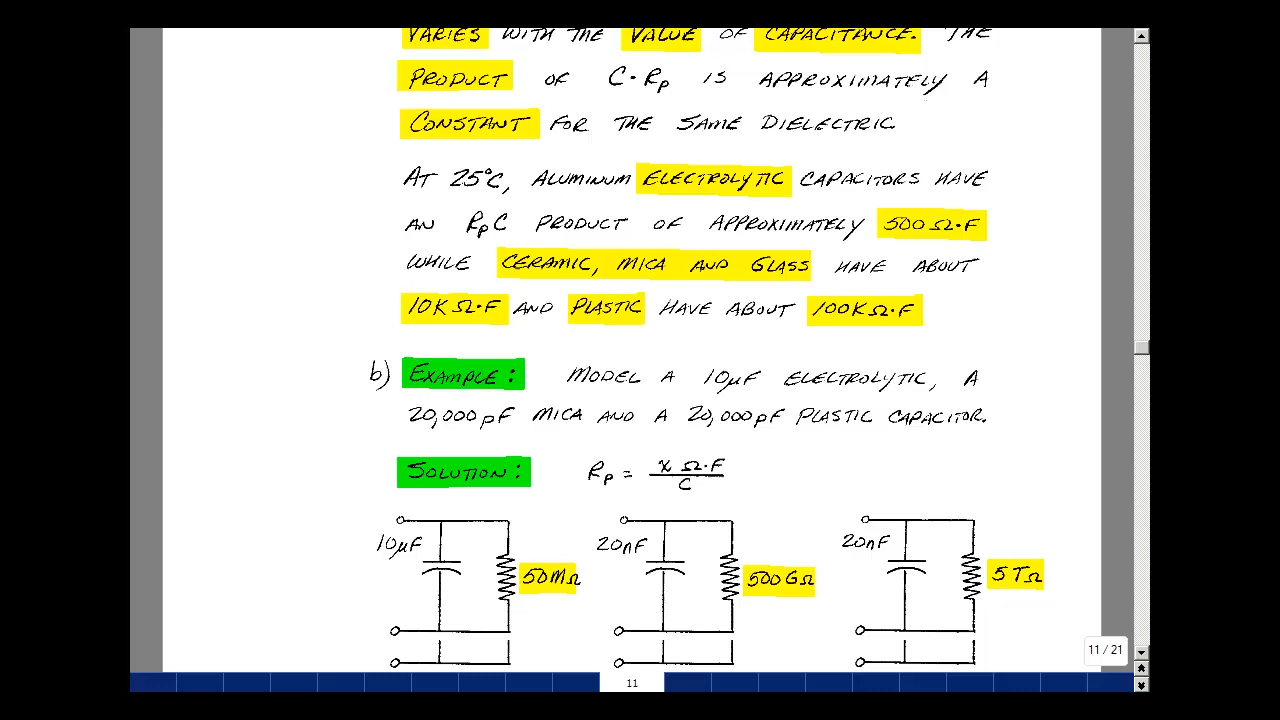 VARIES WITH THE VALUE OF CAPACITANCE. THE
PRODUCT OF C·Rp IS APPROXIMATELY A
CONSTANT FOR THE SAME DIELECTRIC.
AT 25°C, ALUMINUM ELECTROLYTIC CAPACITORS HAVE
AN RpC PRODUCT OF APPROXIMATELY 500Ω·F
WHILE CERAMIC, MICA AND GLASS HAVE ABOUT
10KΩ·F AND PLASTIC HAVE ABOUT 100KΩ·F
b) EXAMPLE: MODEL A 10μF ELECTROLYTIC, A
20,000pF MICA AND A 20,000pF PLASTIC CAPACITOR.
SOLUTION: Rp = X Ω·F / C
10μF 50MΩ 20nF 500GΩ 20nF 5TΩ
11 / 21
11